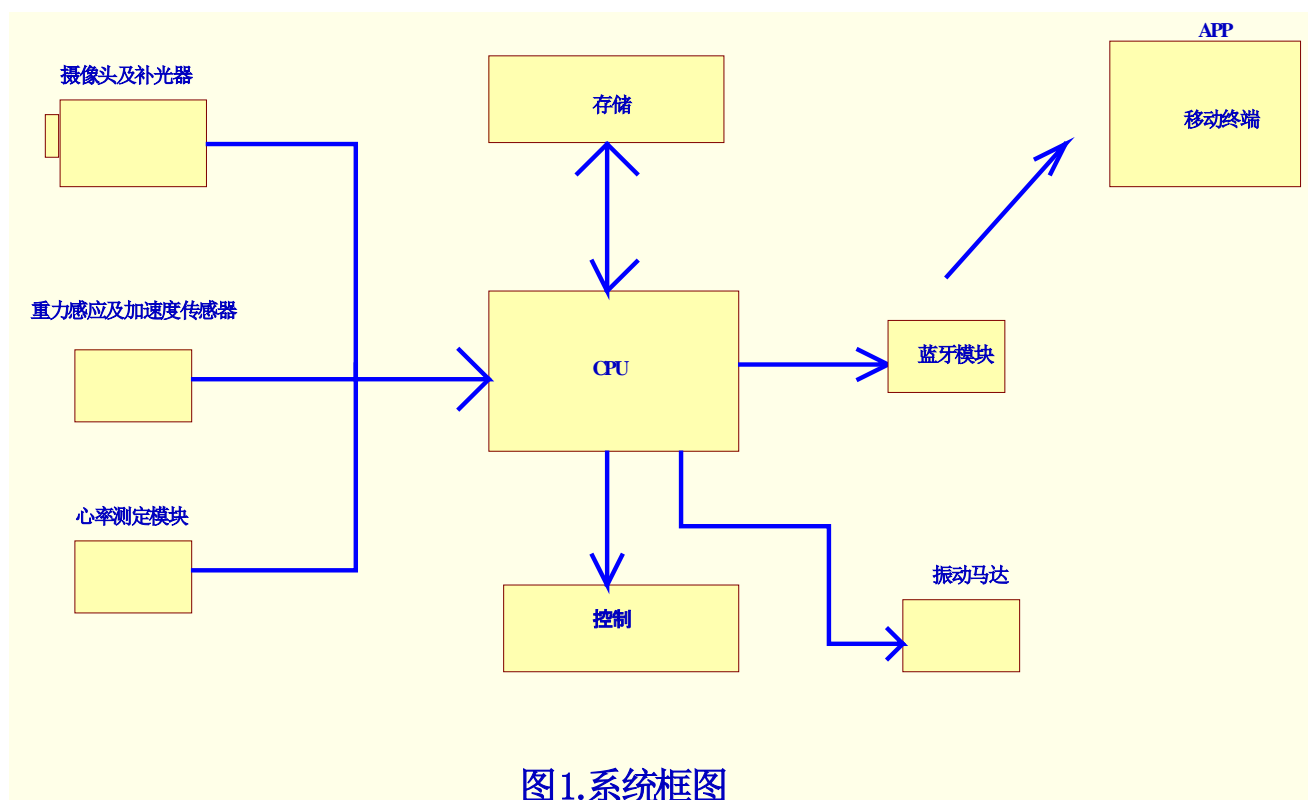 APP
摄像头及补光器
存储
移动终端
重力感应及加速度传感器
CPU
蓝牙模块
心率测定模块
振动马达
控制
图1.系统框图